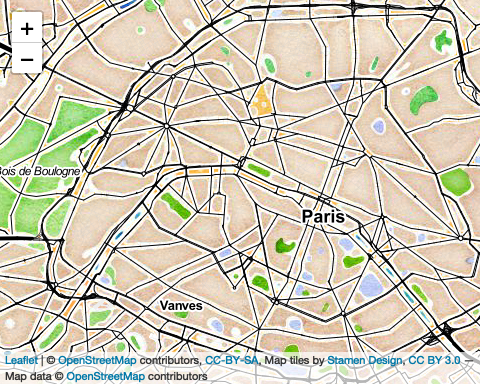 +
−
Bois de Boulogne
Paris
Vanves
Leaflet | © OpenStreetMap contributors, CC-BY-SA, Map tiles by Stamen Design, CC BY 3.0 —
Map data © OpenStreetMap contributors